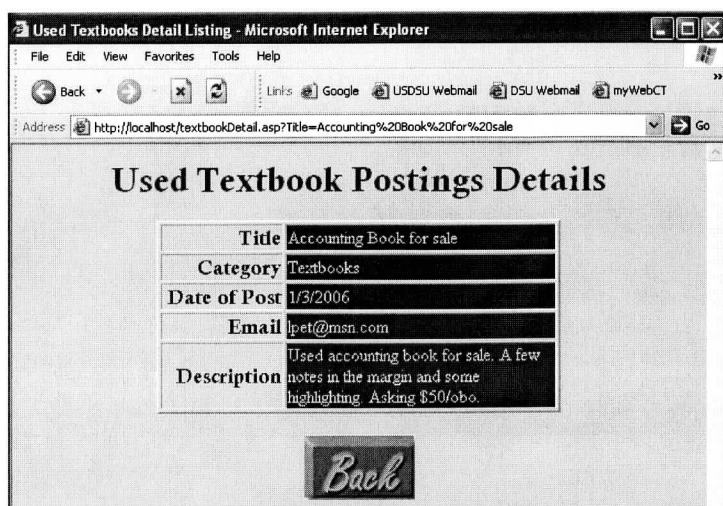 Used Textbooks Detail Listing - Microsoft Internet Explorer
File Edit View Favorites Tools Help
Back Links Google USDSU Webmail DSU Webmail myWebCT »
Address http://localhost/textbookDetail.asp?Title=Accounting%20Book%20for%20sale Go
Used Textbook Postings Details
Title Accounting Book for sale
Category Textbooks
Date of Post 1/3/2006
Email lpet@msn.com
Description Used accounting book for sale. A few
notes in the margin and some
highlighting. Asking $50/obo.
Back